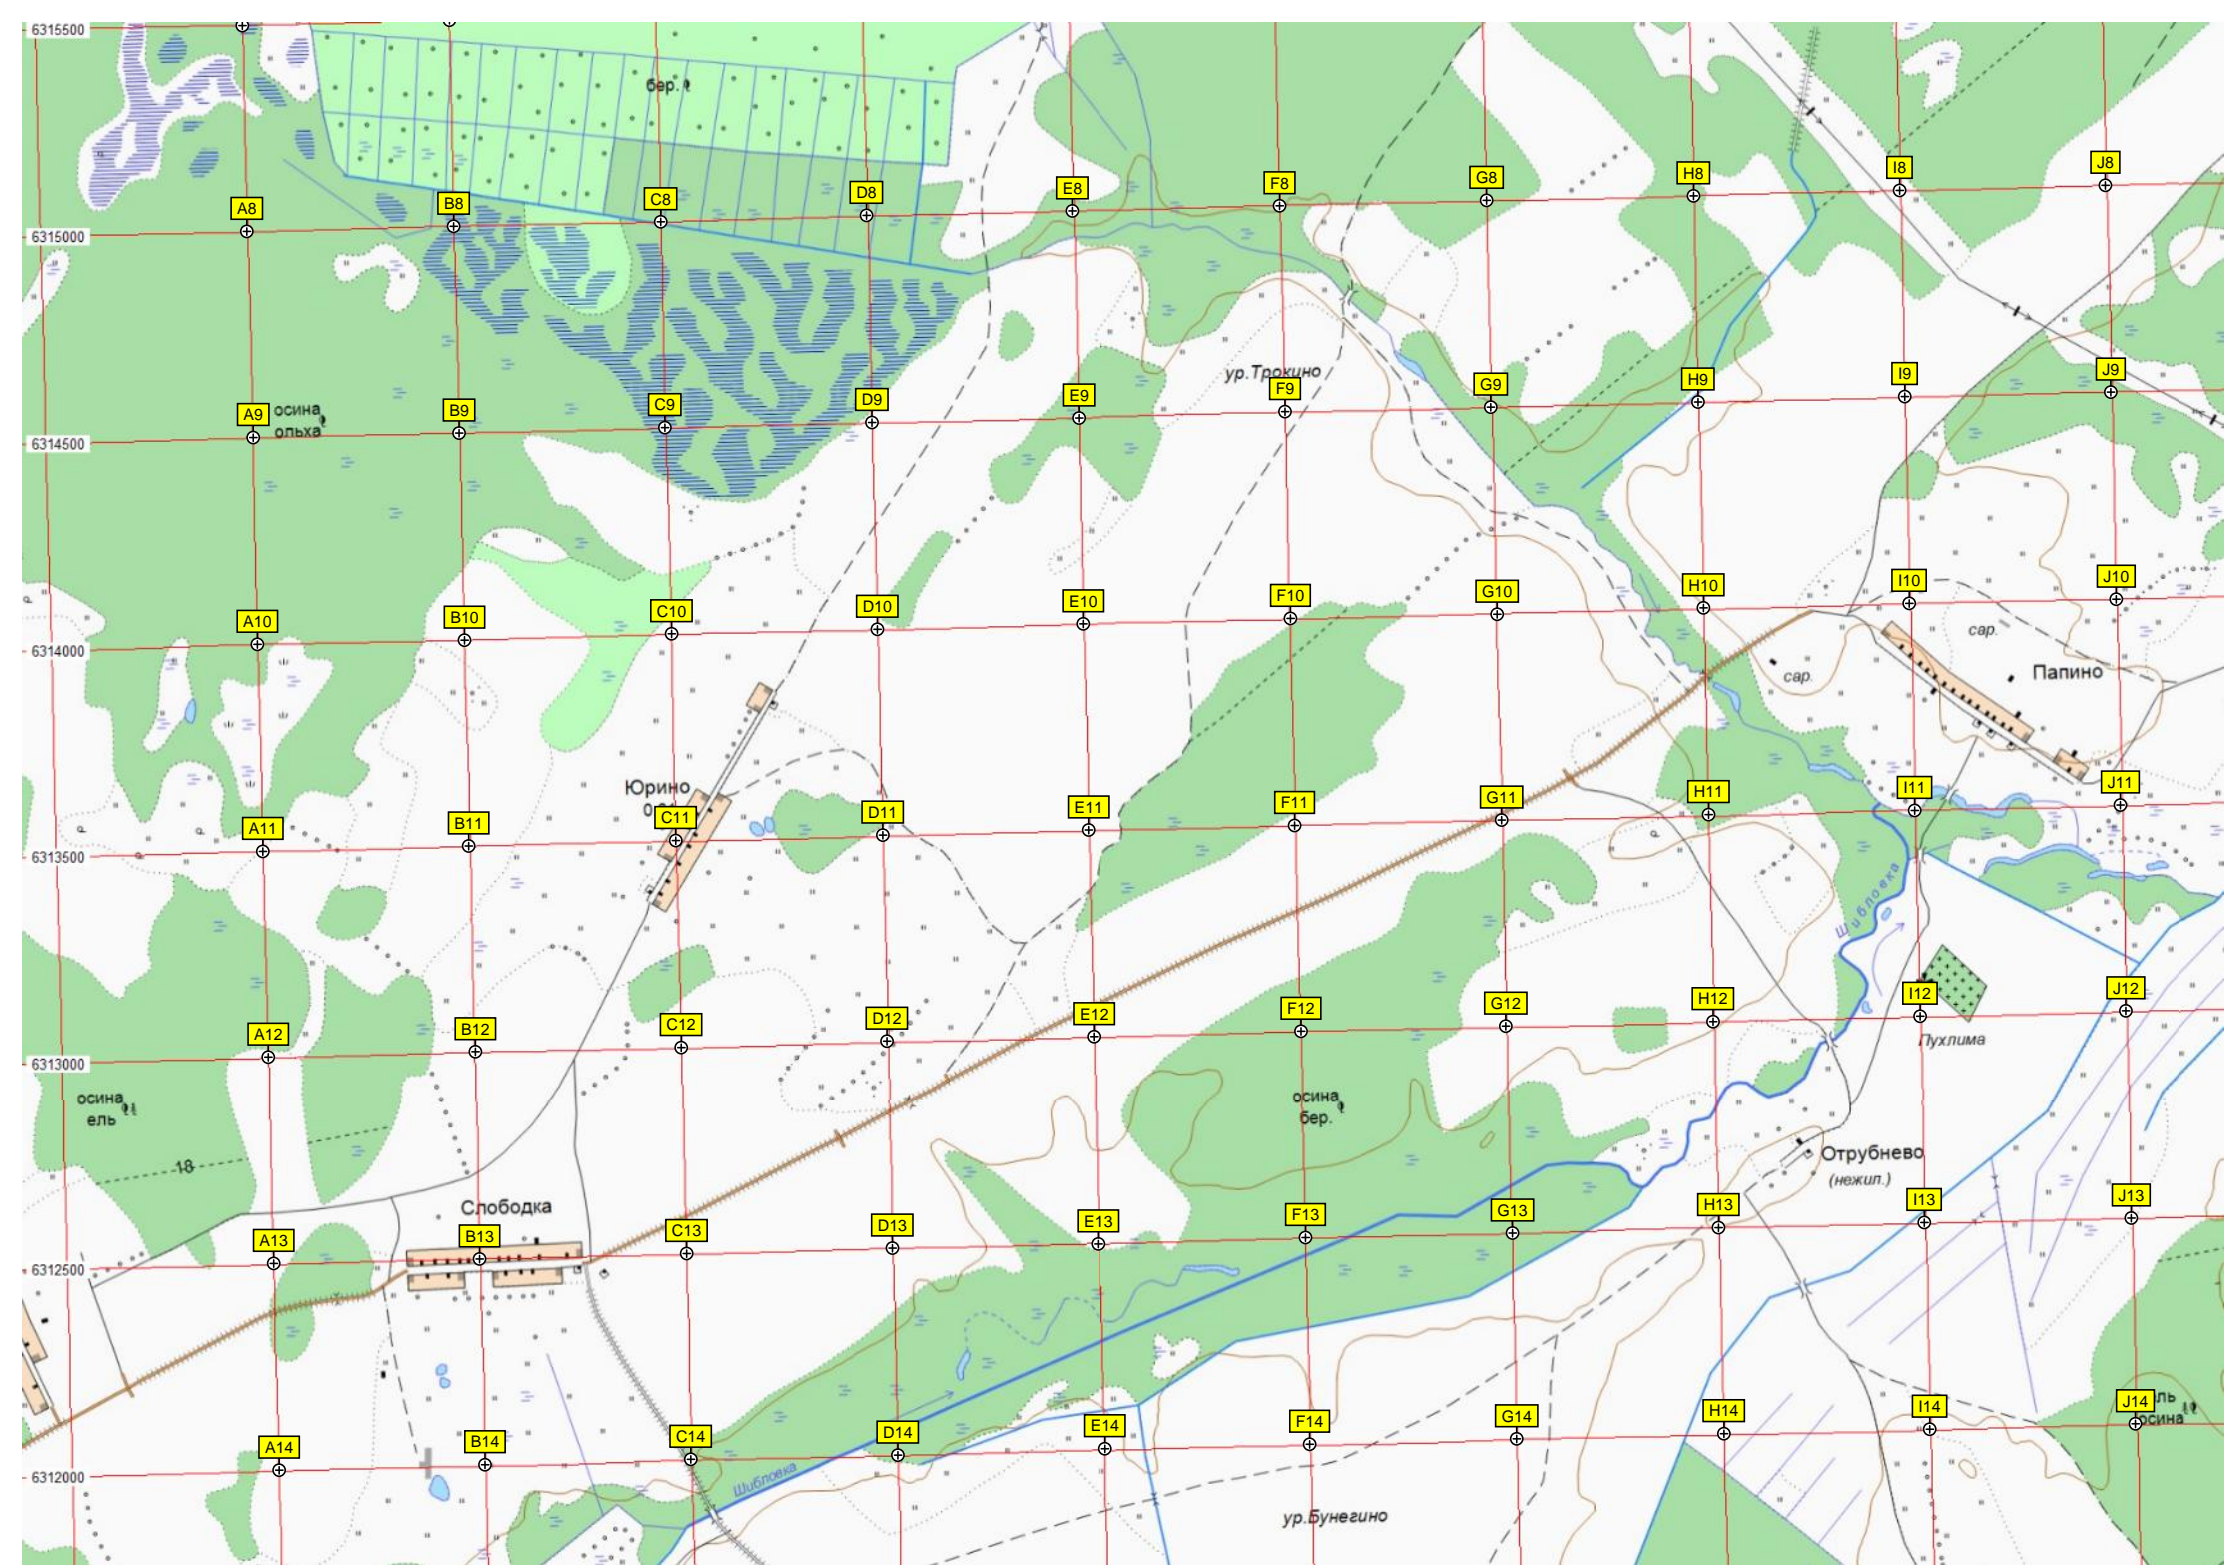 6315500
бер.
A8 B8 C8 D8 E8 F8 G8 H8 I8 J8
6315000
ур.Трокино
A9 B9 C9 D9 E9 F9 G9 H9 I9 J9
осина
ольха
6314500
A10 B10 C10 D10 E10 F10 G10 H10 I10 J10
сар.
6314000
сар.
Папино
Юрино
A11 B11 C11 D11 E11 F11 G11 H11 I11 J11
6313500
Шибловка
A12 B12 C12 D12 E12 F12 G12 H12 I12 J12
Пухлима
6313000
осина
ель
осина
бер.
18
Отрубнево
(нежил.)
Слободка
A13 B13 C13 D13 E13 F13 G13 H13 I13 J13
6312500
A14 B14 C14 D14 E14 F14 G14 H14 I14 J14
осина
6312000
Шибловка
ур.Бунегино